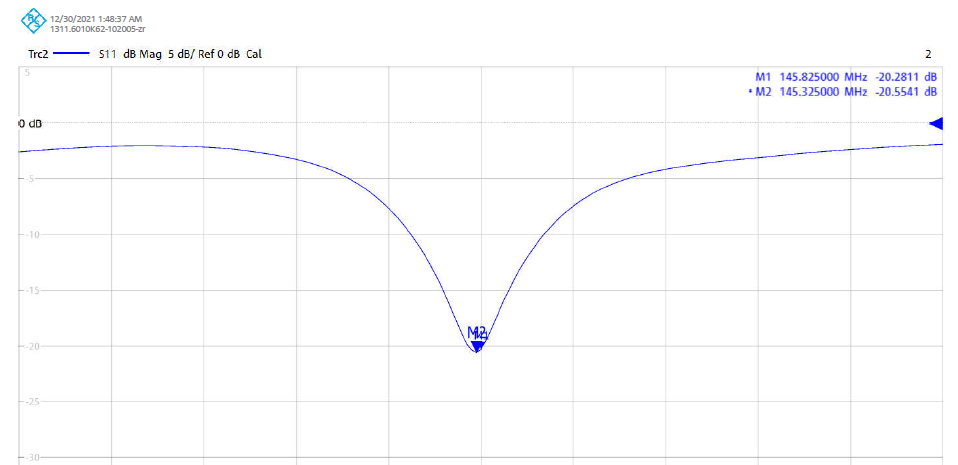 R&S
12/30/2021 1:48:37 AM
1311.6010K62-102005-zr
Trc2 S11 dB Mag 5 dB/ Ref 0 dB Cal 2
5
M1 145.825000 MHz -20.2811 dB
• M2 145.325000 MHz -20.5541 dB
0 dB
-5
-10
-15
M2
-20
-25
-30